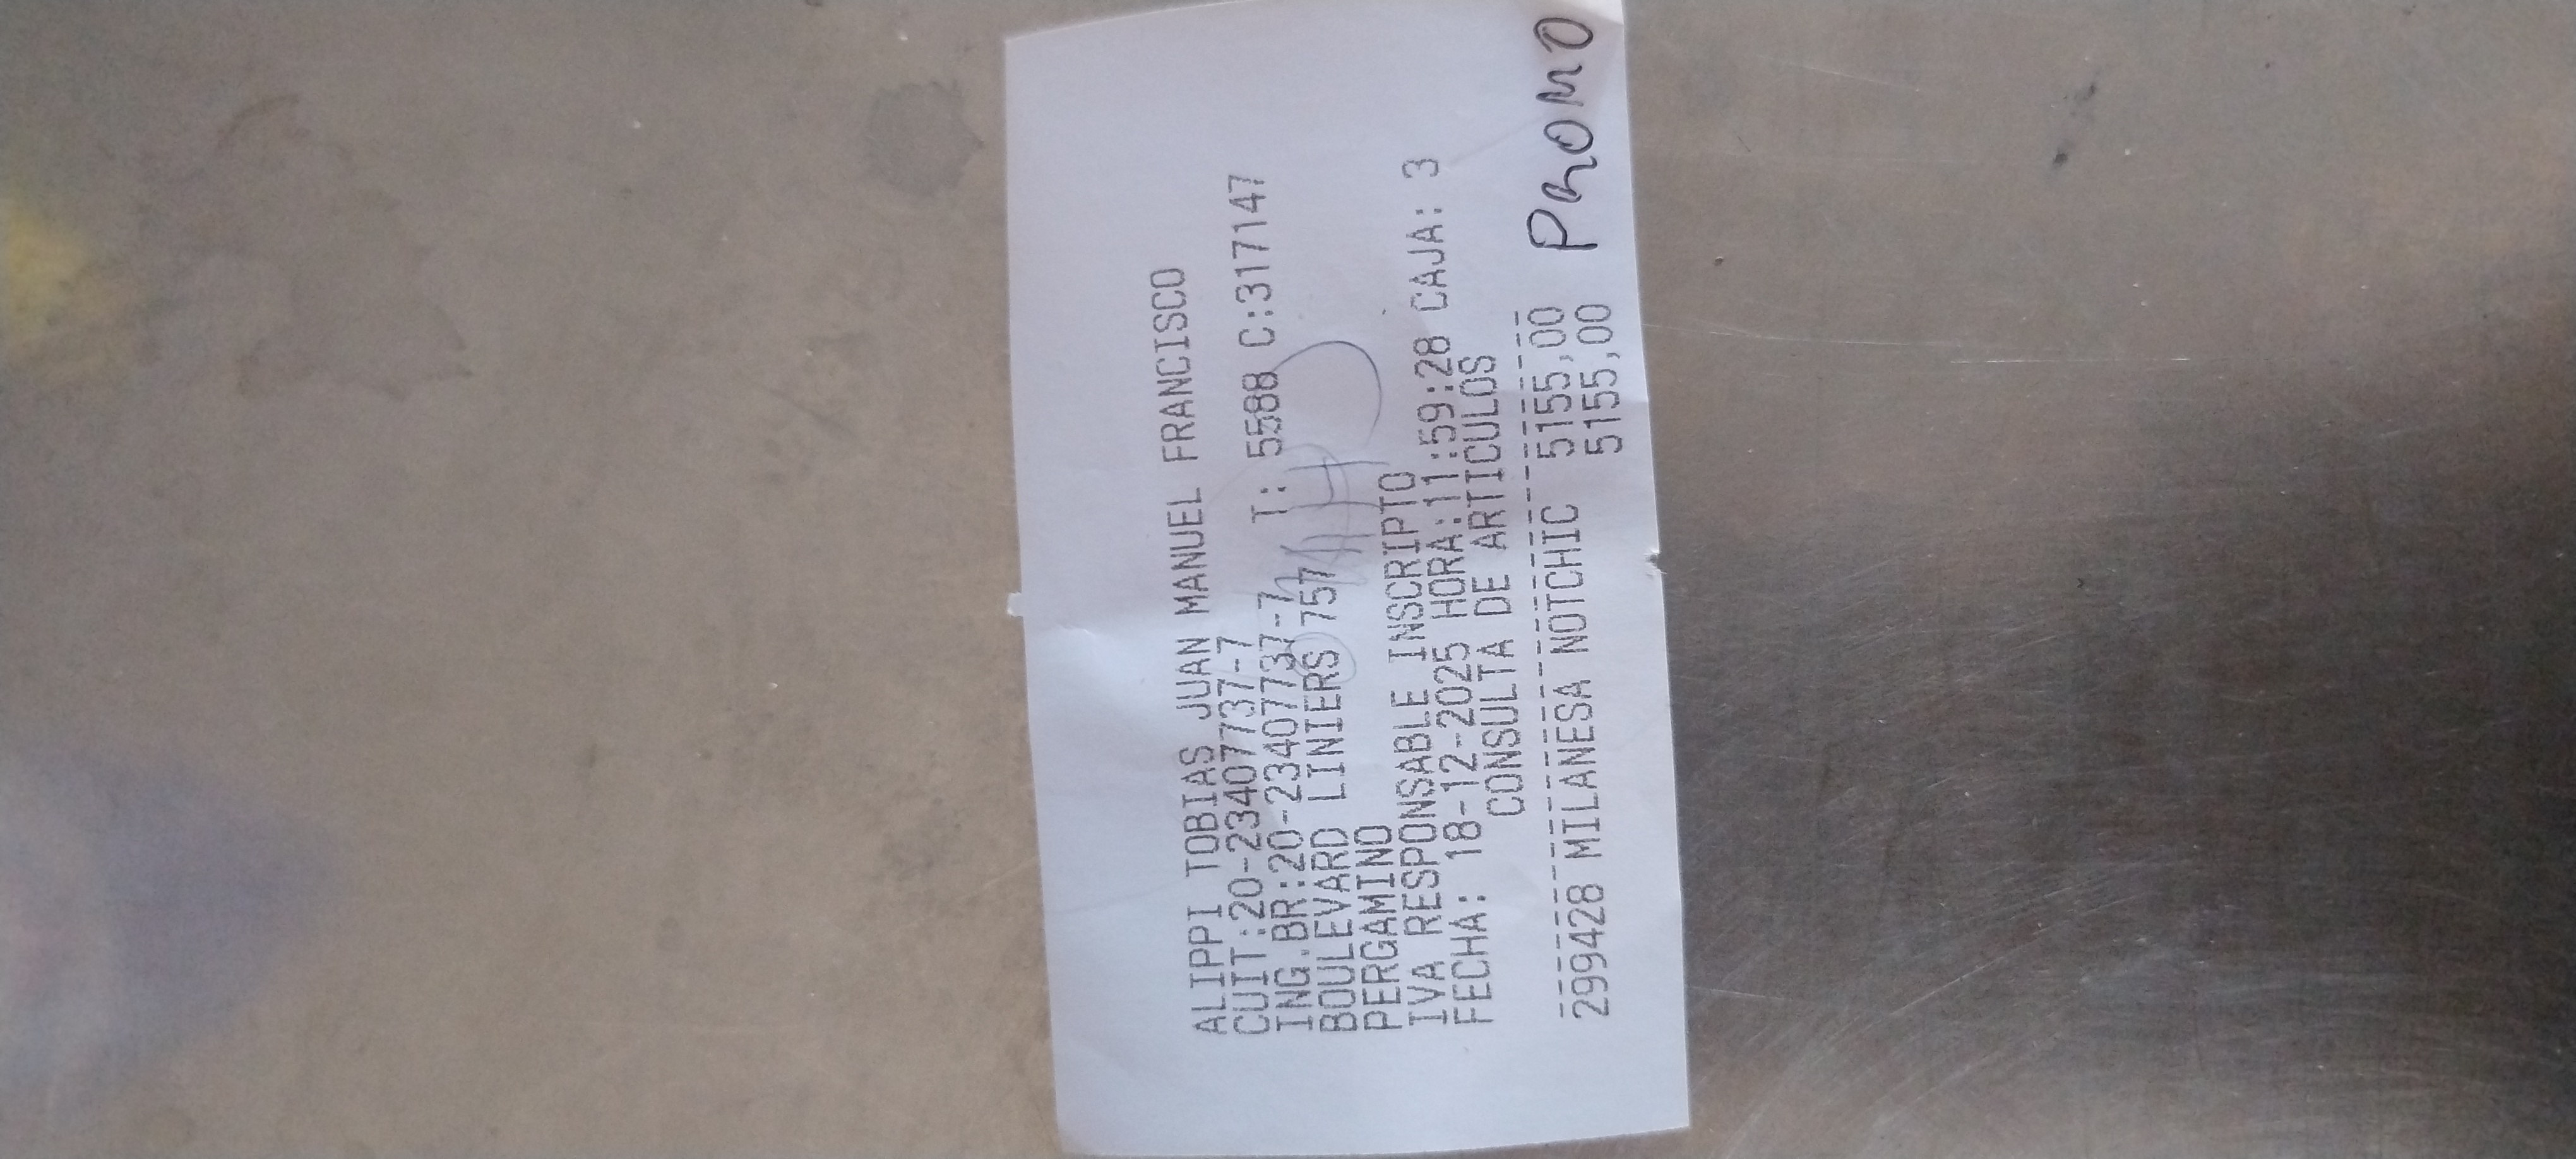 ALIPPI TOBIAS JUAN MANUEL FRANCISCO
CUIT:20-23407737-7
ING.BR:20-23407737-7 T: 5588 C:317147
BOULEVARD LINIERS 757
PERGAMINO
IVA RESPONSABLE INSCRIPTO
FECHA: 18-12-2025 HORA:11:59:28 CAJA: 3
CONSULTA DE ARTICULOS
299428 MILANESA NOTCHIC 5155,00 PROMO
5155,00